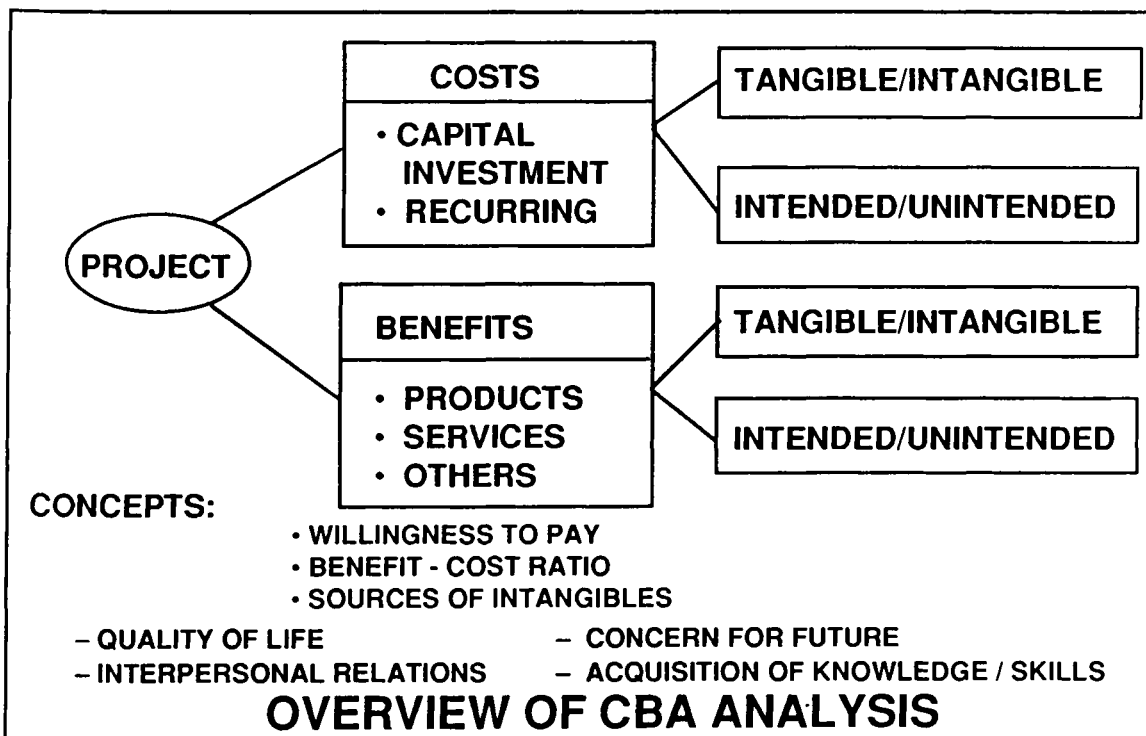 COSTS
• CAPITAL
INVESTMENT
• RECURRING
TANGIBLE/INTANGIBLE
INTENDED/UNINTENDED
PROJECT
BENEFITS
• PRODUCTS
• SERVICES
• OTHERS
TANGIBLE/INTANGIBLE
INTENDED/UNINTENDED
CONCEPTS:
• WILLINGNESS TO PAY
• BENEFIT - COST RATIO
• SOURCES OF INTANGIBLES
– QUALITY OF LIFE
– CONCERN FOR FUTURE
– INTERPERSONAL RELATIONS
– ACQUISITION OF KNOWLEDGE / SKILLS
OVERVIEW OF CBA ANALYSIS